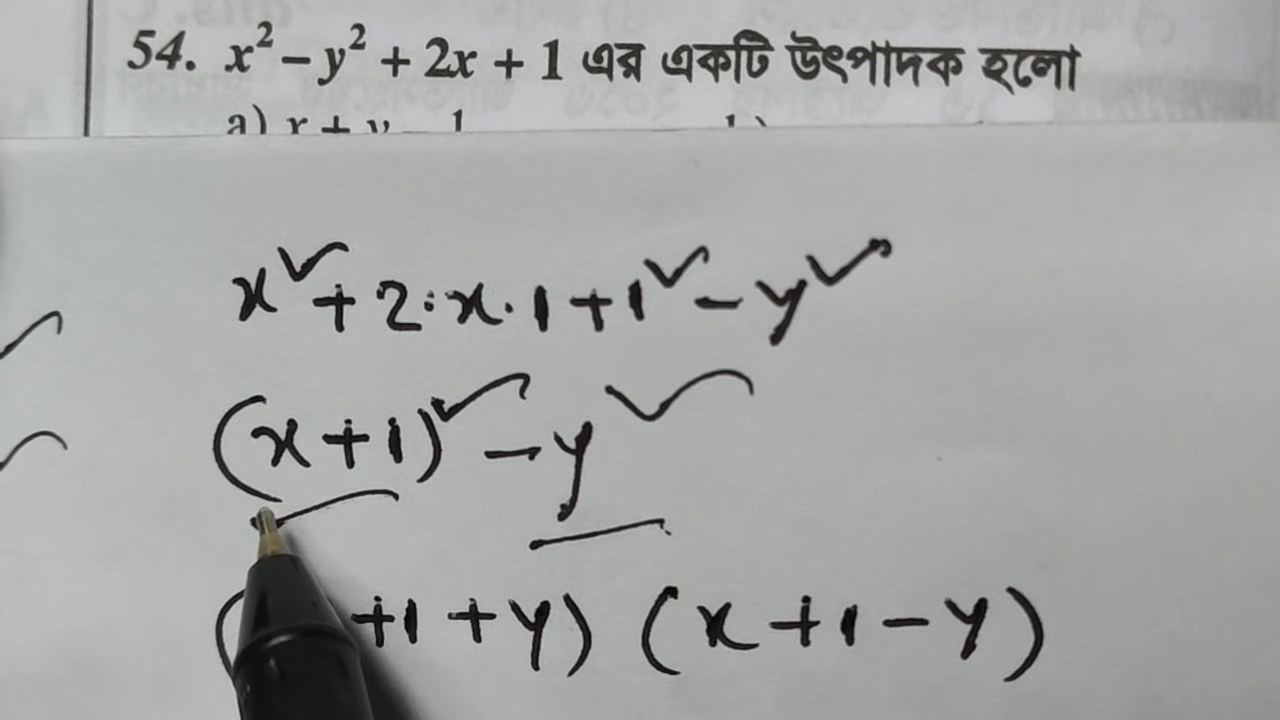 54. x² – y² + 2x + 1 এর একটি উৎপাদক হলো
a) x + y – 1
x² + 2·x·1 + 1² – y²
(x+1)² – y²
( +1+y) (x+1–y)